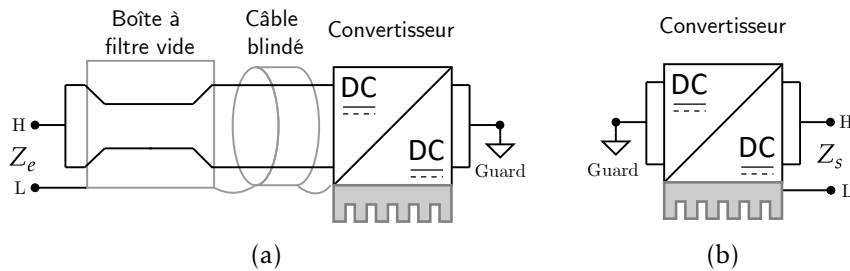 Boîte à
filtre vide
Câble
blindé
Convertisseur
DC
DC
H
Z_e
L
Guard
(a)
Convertisseur
DC
DC
Guard
H
Z_s
L
(b)